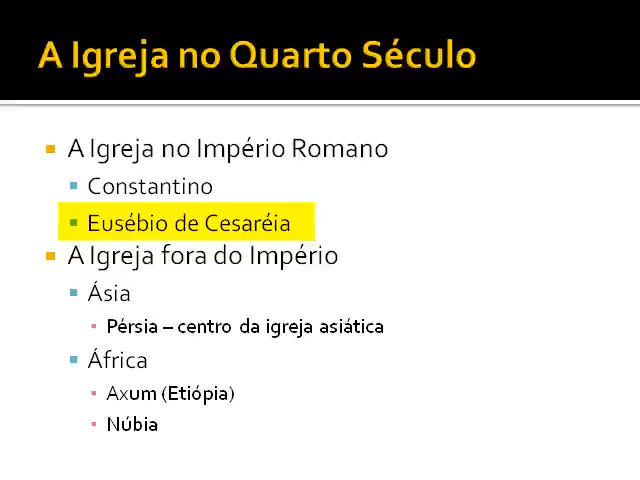 A Igreja no Quarto Século
A Igreja no Império Romano
Constantino
Eusébio de Cesaréia
A Igreja fora do Império
Ásia
Pérsia – centro da igreja asiática
África
Axum (Etiópia)
Núbia